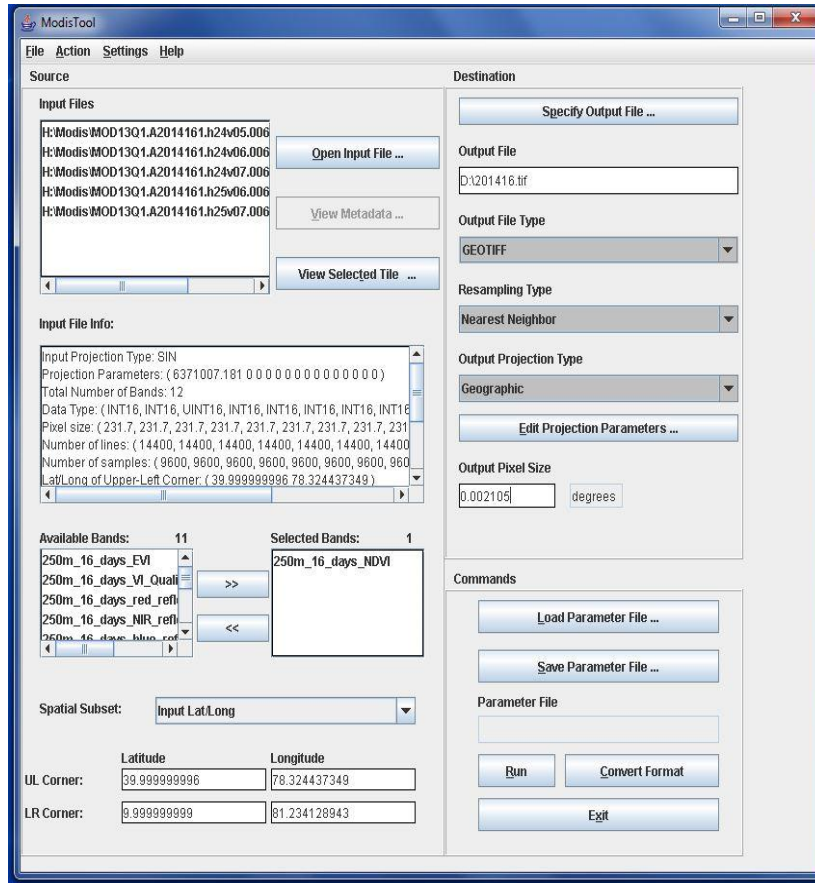 ModisTool
File Action Settings Help
Source
Input Files
H:\Modis\MOD13Q1.A2014161.h24v05.006
H:\Modis\MOD13Q1.A2014161.h24v06.006
H:\Modis\MOD13Q1.A2014161.h24v07.006
H:\Modis\MOD13Q1.A2014161.h25v06.006
H:\Modis\MOD13Q1.A2014161.h25v07.006
Open Input File ...
View Metadata ...
View Selected Tile ...
Input File Info:
Input Projection Type: SIN
Projection Parameters: ( 6371007.181 0 0 0 0 0 0 0 0 0 0 0 0 0 0 )
Total Number of Bands: 12
Data Type: ( INT16, INT16, UINT16, INT16, INT16, INT16, INT16, INT16
Pixel size: ( 231.7, 231.7, 231.7, 231.7, 231.7, 231.7, 231.7, 231
Number of lines: ( 14400, 14400, 14400, 14400, 14400, 14400, 14400
Number of samples: ( 9600, 9600, 9600, 9600, 9600, 9600, 9600, 960
Lat/Long of Upper-Left Corner: ( 39.999999996 78.324437349 )
Available Bands: 11
250m_16_days_EVI
250m_16_days_VI_Quali
250m_16_days_red_refl
250m_16_days_NIR_refl
250m_16_days_blue_ref
>>
<<
Selected Bands: 1
250m_16_days_NDVI
Spatial Subset: Input Lat/Long
Latitude Longitude
UL Corner: 39.999999996 78.324437349
LR Corner: 9.999999999 81.234128943
Destination
Specify Output File ...
Output File
D:\201416.tif
Output File Type
GEOTIFF
Resampling Type
Nearest Neighbor
Output Projection Type
Geographic
Edit Projection Parameters ...
Output Pixel Size
0.002105 degrees
Commands
Load Parameter File ...
Save Parameter File ...
Parameter File
Run Convert Format
Exit